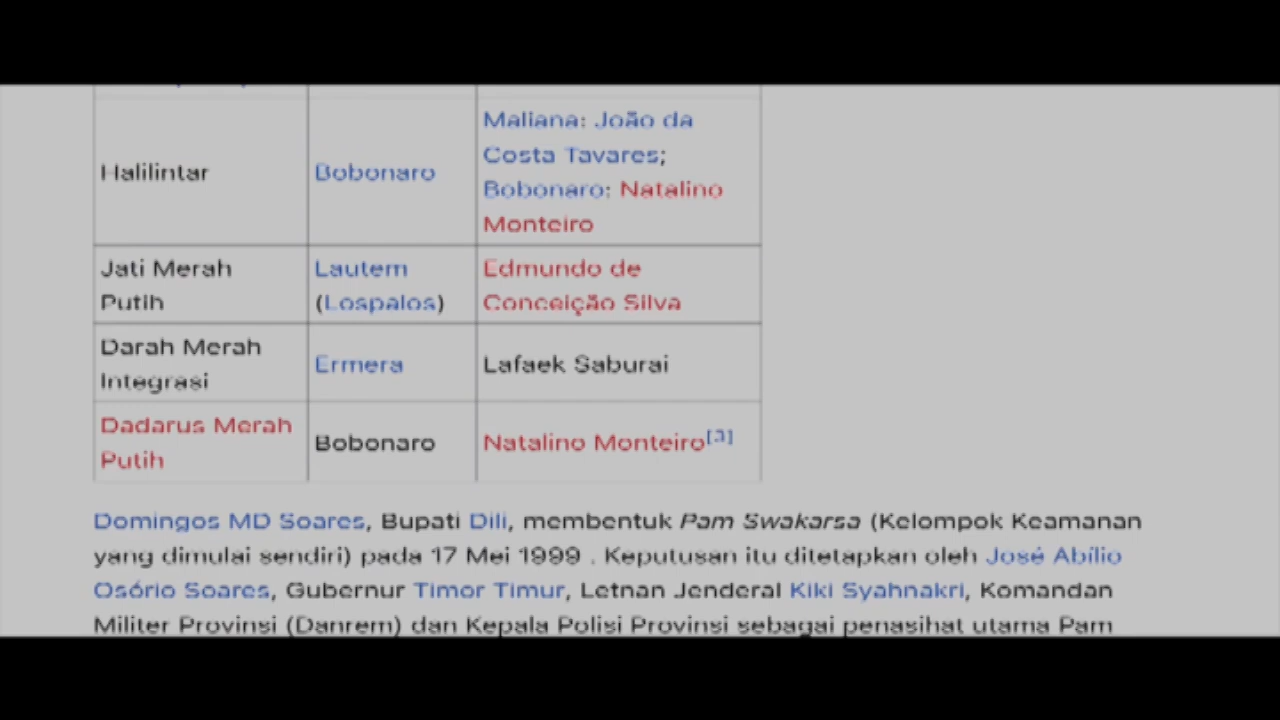 Halilintar
Bobonaro
Maliana: João da
Costa Tavares;
Bobonaro: Natalino
Monteiro
Jati Merah
Putih
Lautem
(Lospalos)
Edmundo de
Conceição Silva
Darah Merah
Integrasi
Ermera
Lafaek Saburai
Dadarus Merah
Putih
Bobonaro
Natalino Monteiro[3]
Domingos MD Soares, Bupati Dili, membentuk Pam Swakarsa (Kelompok Keamanan
yang dimulai sendiri) pada 17 Mei 1999 . Keputusan itu ditetapkan oleh José Abílio
Osório Soares, Gubernur Timor Timur, Letnan Jenderal Kiki Syahnakri, Komandan
Militer Provinsi (Danrem) dan Kepala Polisi Provinsi sebagai penasihat utama Pam